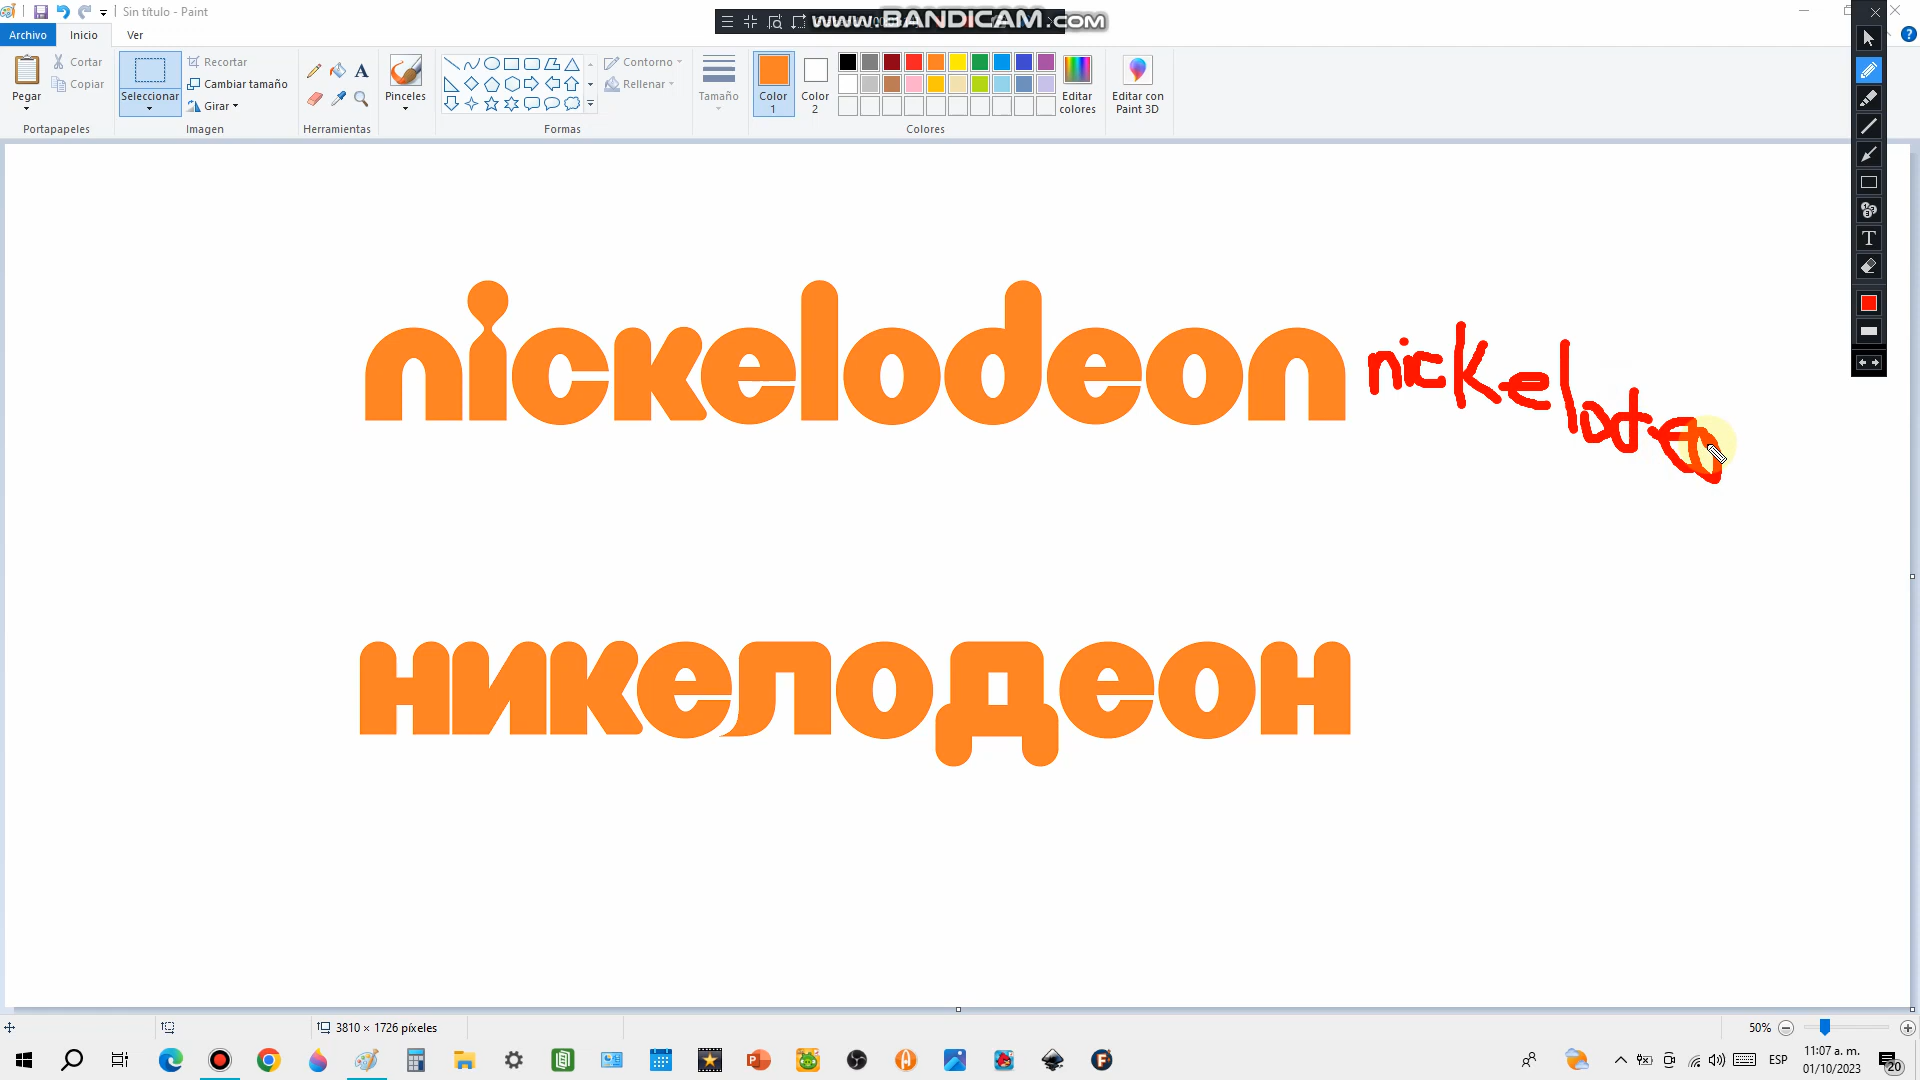 Sin título - Paint
WWW.BANDICAM.COM
Archivo
Inicio
Ver
Pegar
Cortar
Copiar
Portapapeles
Seleccionar
Recortar
Cambiar tamaño
Girar
Imagen
Herramientas
Pinceles
Contorno
Rellenar
Formas
Tamaño
Color 1
Color 2
Editar colores
Colores
Editar con Paint 3D
nickelodeon
nickelodeo
никелодеон
3810 × 1726 píxeles
50%
ESP
11:07 a. m.
01/10/2023
20